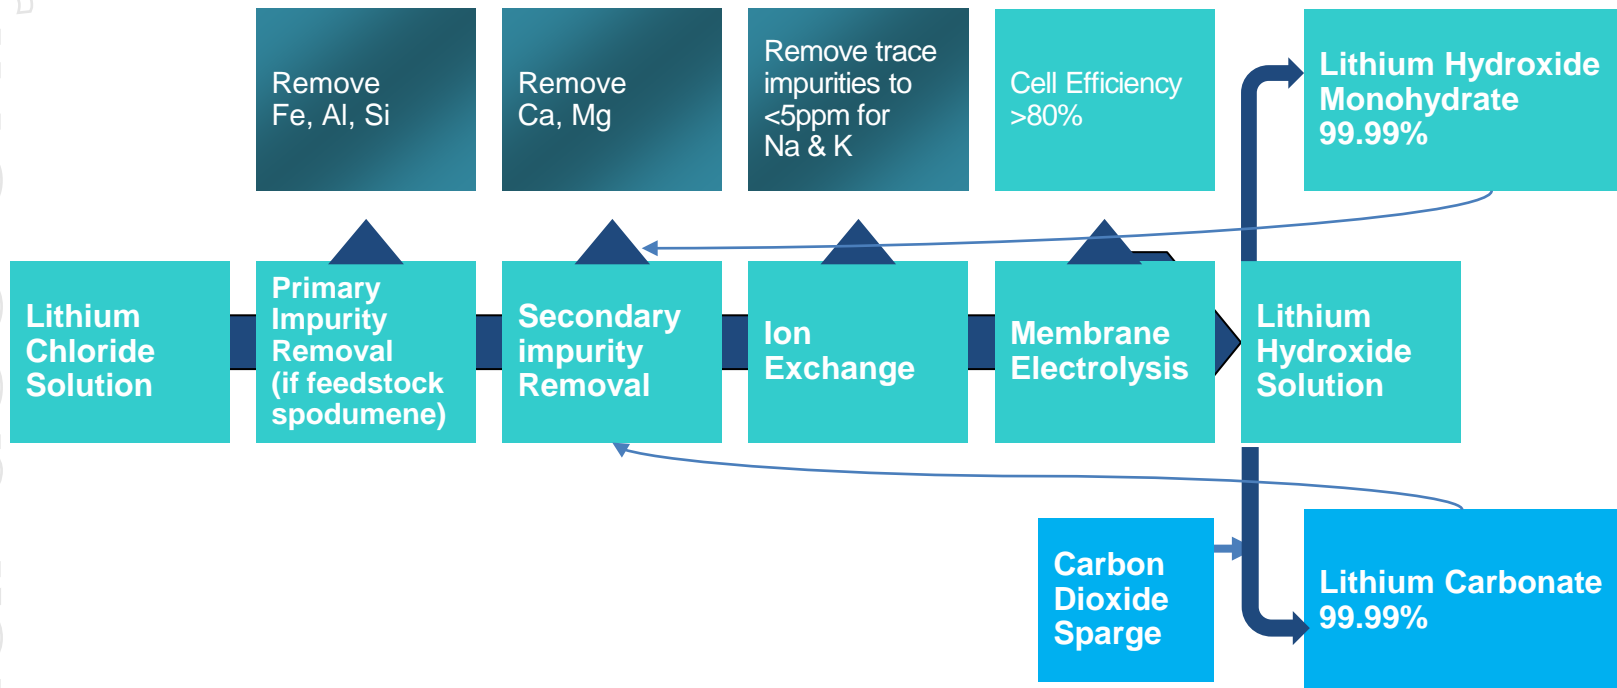 Remove
Fe, Al, Si
Remove
Ca, Mg
Remove trace
impurities to
<5ppm for
Na & K
Cell Efficiency
>80%
Lithium Hydroxide
Monohydrate
99.99%
Lithium
Chloride
Solution
Primary
Impurity
Removal
(if feedstock
spodumene)
Secondary
impurity
Removal
Ion
Exchange
Membrane
Electrolysis
Lithium
Hydroxide
Solution
Carbon
Dioxide
Sparge
Lithium Carbonate
99.99%